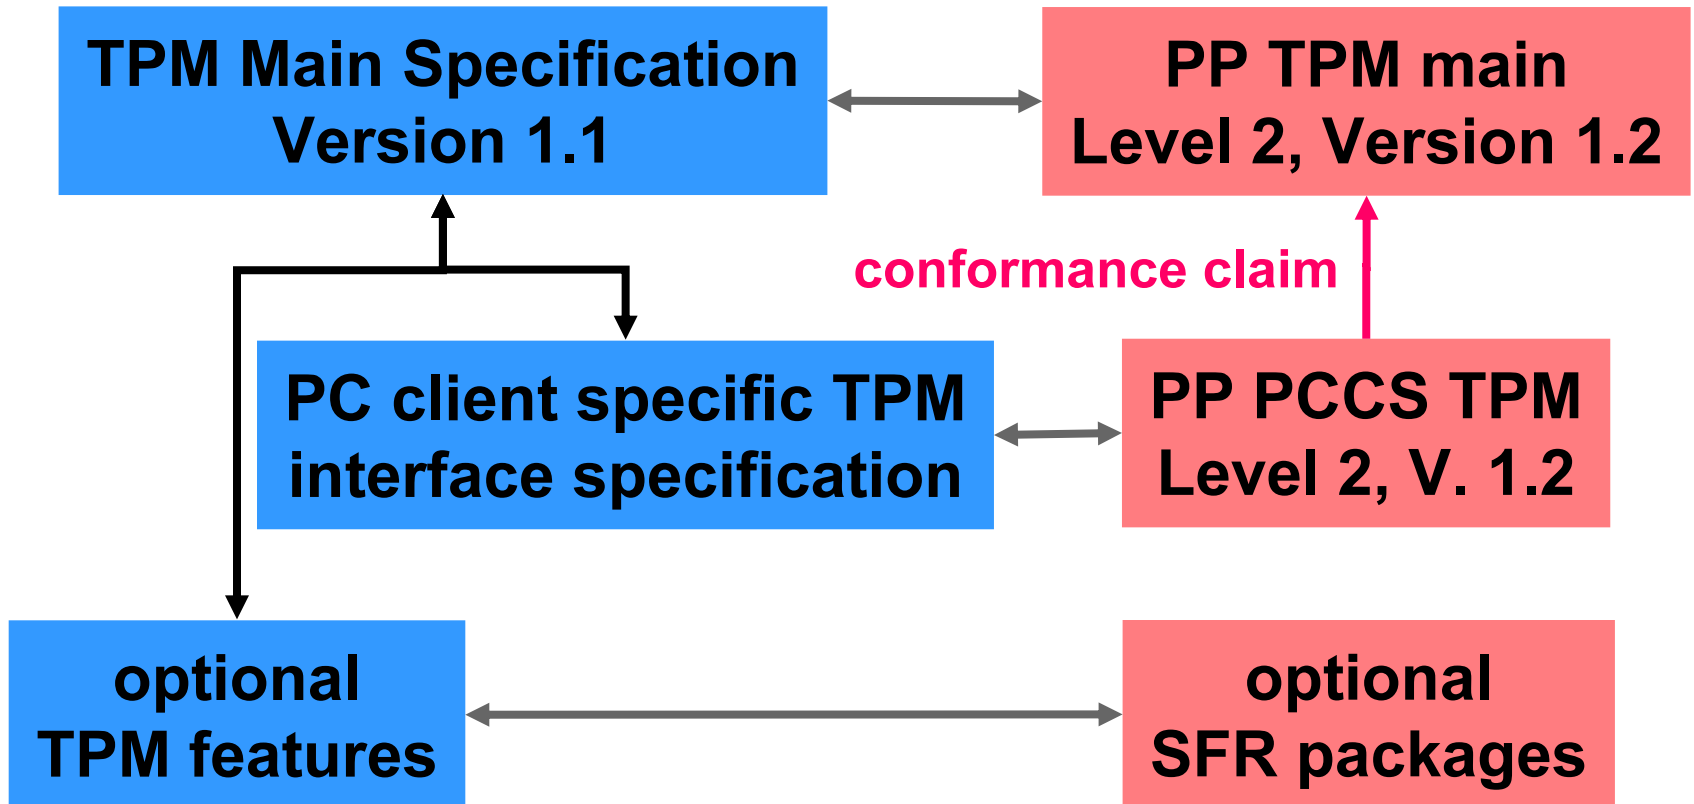 TPM Main Specification
Version 1.1
PP TPM main
Level 2, Version 1.2
conformance claim
PC client specific TPM
interface specification
PP PCCS TPM
Level 2, V. 1.2
optional
TPM features
optional
SFR packages